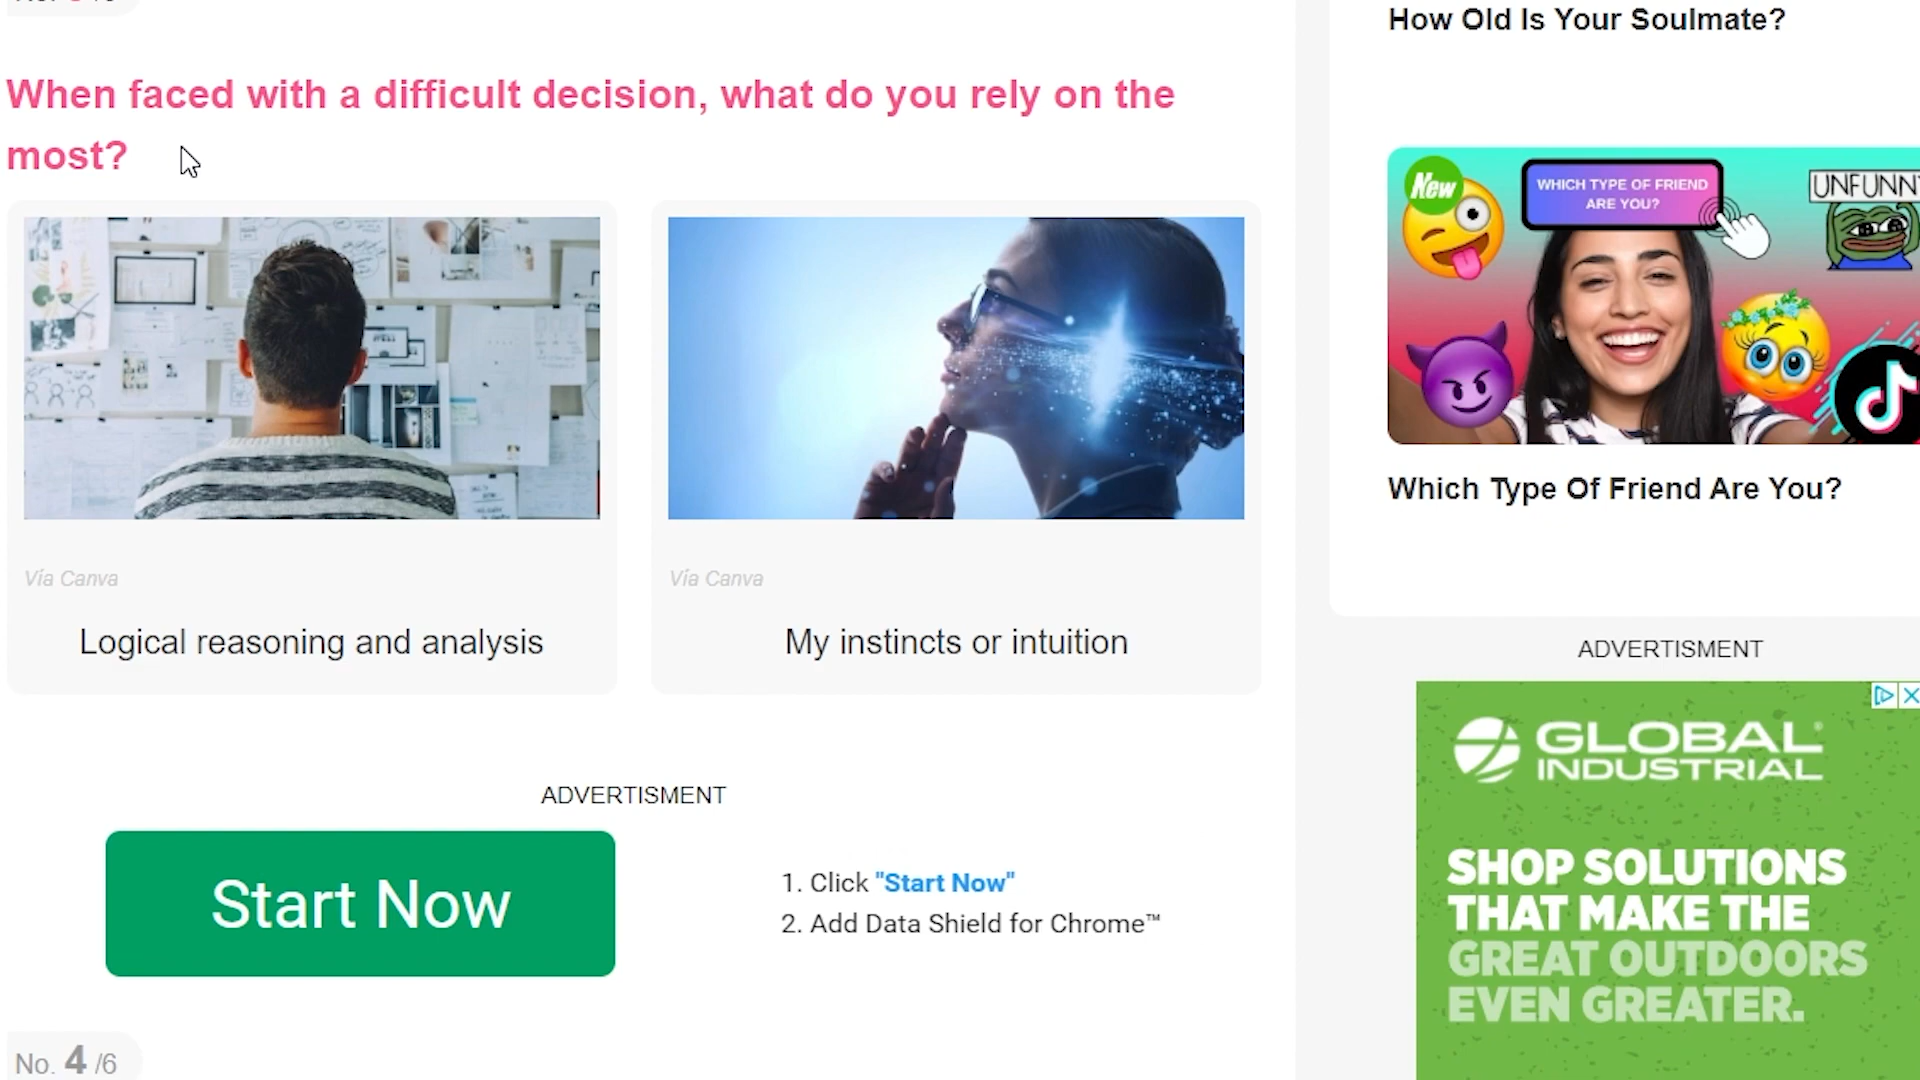 When faced with a difficult decision, what do you rely on the
most?
Vía Canva
Logical reasoning and analysis
Vía Canva
My instincts or intuition
ADVERTISMENT
Start Now
1. Click "Start Now"
2. Add Data Shield for Chrome™
No. 4 /6
How Old Is Your Soulmate?
New
WHICH TYPE OF FRIEND
ARE YOU?
Which Type Of Friend Are You?
ADVERTISMENT
GLOBAL
INDUSTRIAL
SHOP SOLUTIONS
THAT MAKE THE
GREAT OUTDOORS
EVEN GREATER.